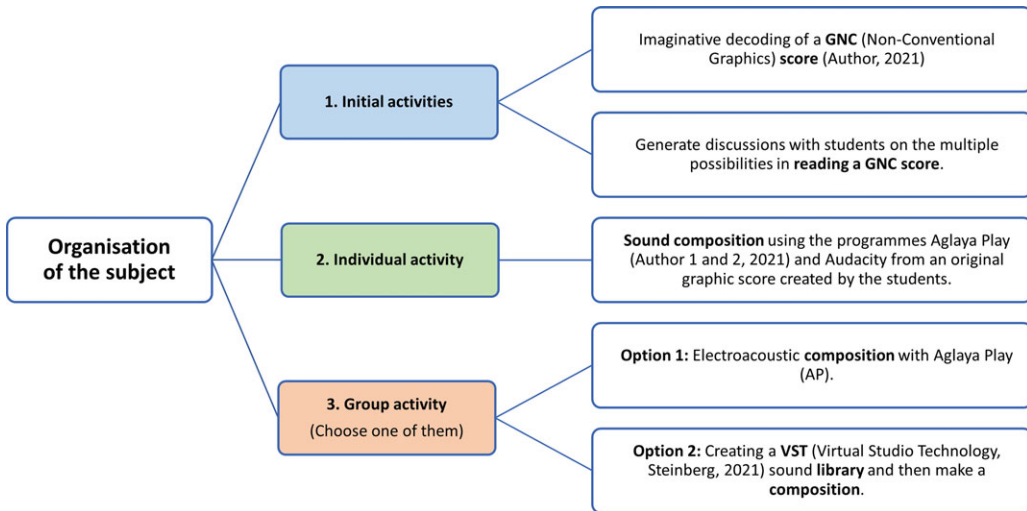 Organisation
of the subject
1. Initial activities
Imaginative decoding of a GNC (Non-Conventional
Graphics) score (Author, 2021)
Generate discussions with students on the multiple
possibilities in reading a GNC score.
2. Individual activity
Sound composition using the programmes Aglaya Play
(Author 1 and 2, 2021) and Audacity from an original
graphic score created by the students.
3. Group activity
(Choose one of them)
Option 1: Electroacoustic composition with Aglaya Play
(AP).
Option 2: Creating a VST (Virtual Studio Technology,
Steinberg, 2021) sound library and then make a
composition.